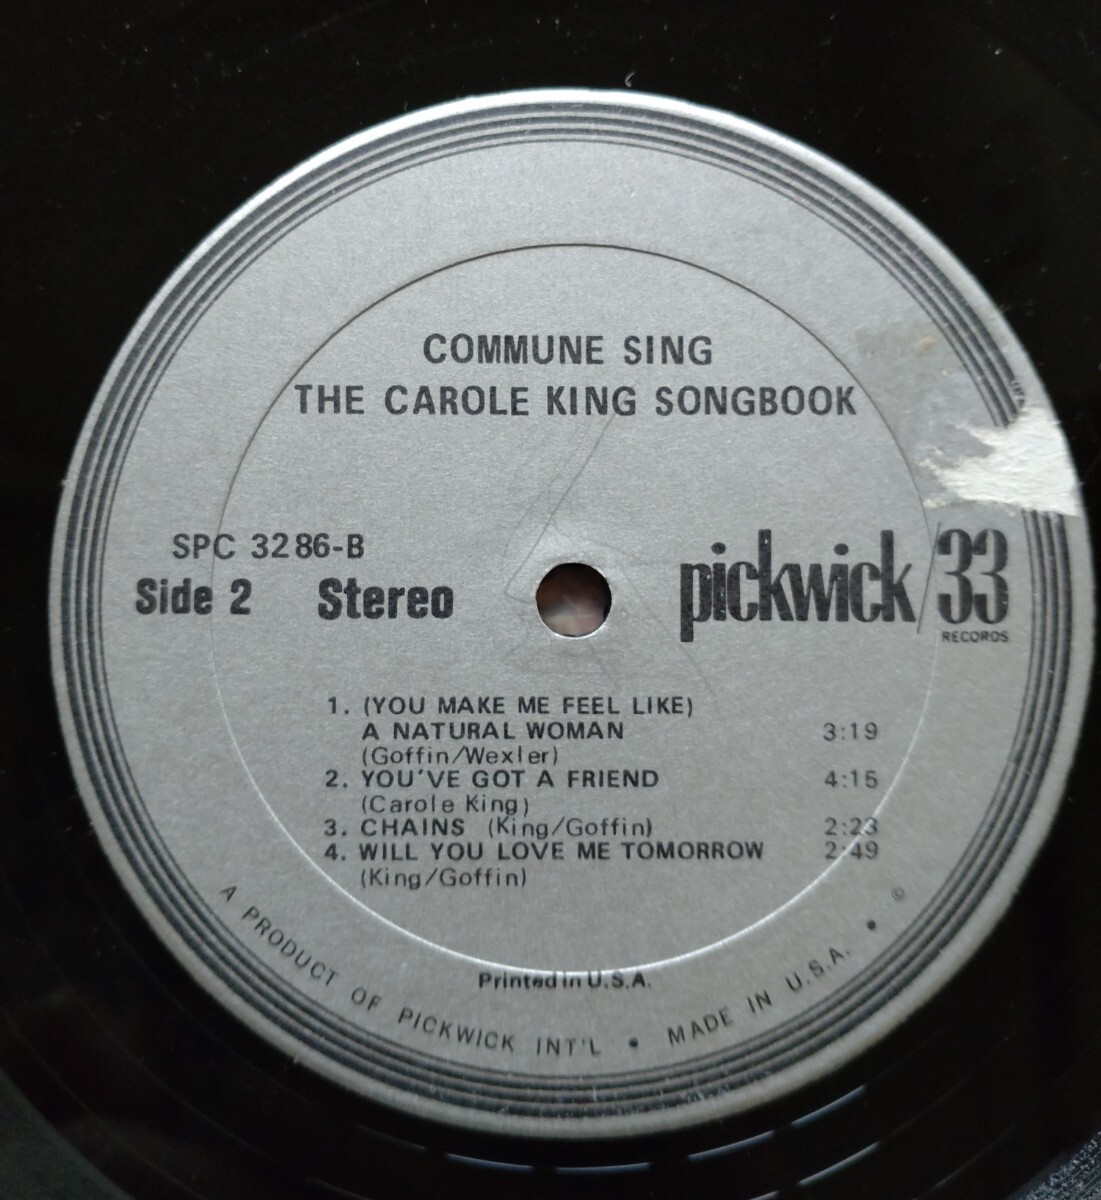 COMMUNE SING
THE CAROLE KING SONGBOOK
SPC 3286-B
Side 2 Stereo
pickwick/33
RECORDS
1. (YOU MAKE ME FEEL LIKE)
A NATURAL WOMAN 3:19
(Goffin/Wexler)
2. YOU'VE GOT A FRIEND 4:15
(Carole King)
3. CHAINS (King/Goffin) 2:23
4. WILL YOU LOVE ME TOMORROW 2:49
(King/Goffin)
Printed in U.S.A.
A PRODUCT OF PICKWICK INT'L • MADE IN U.S.A. • ©